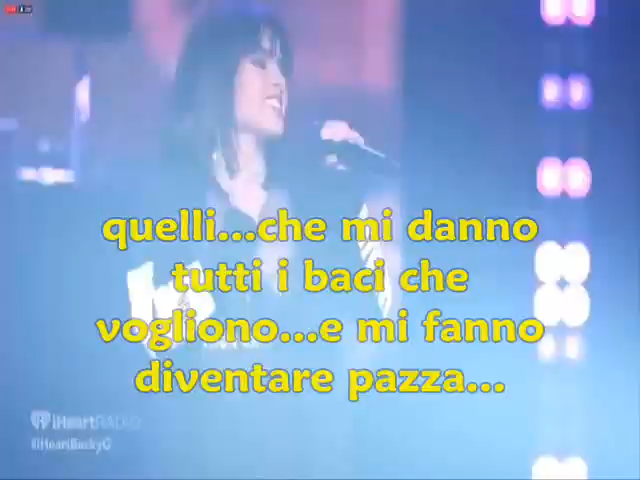 quelli...che mi danno
tutti i baci che
vogliono...e mi fanno
diventare pazza...
iHeartRADIO
#iHeartBeckyG